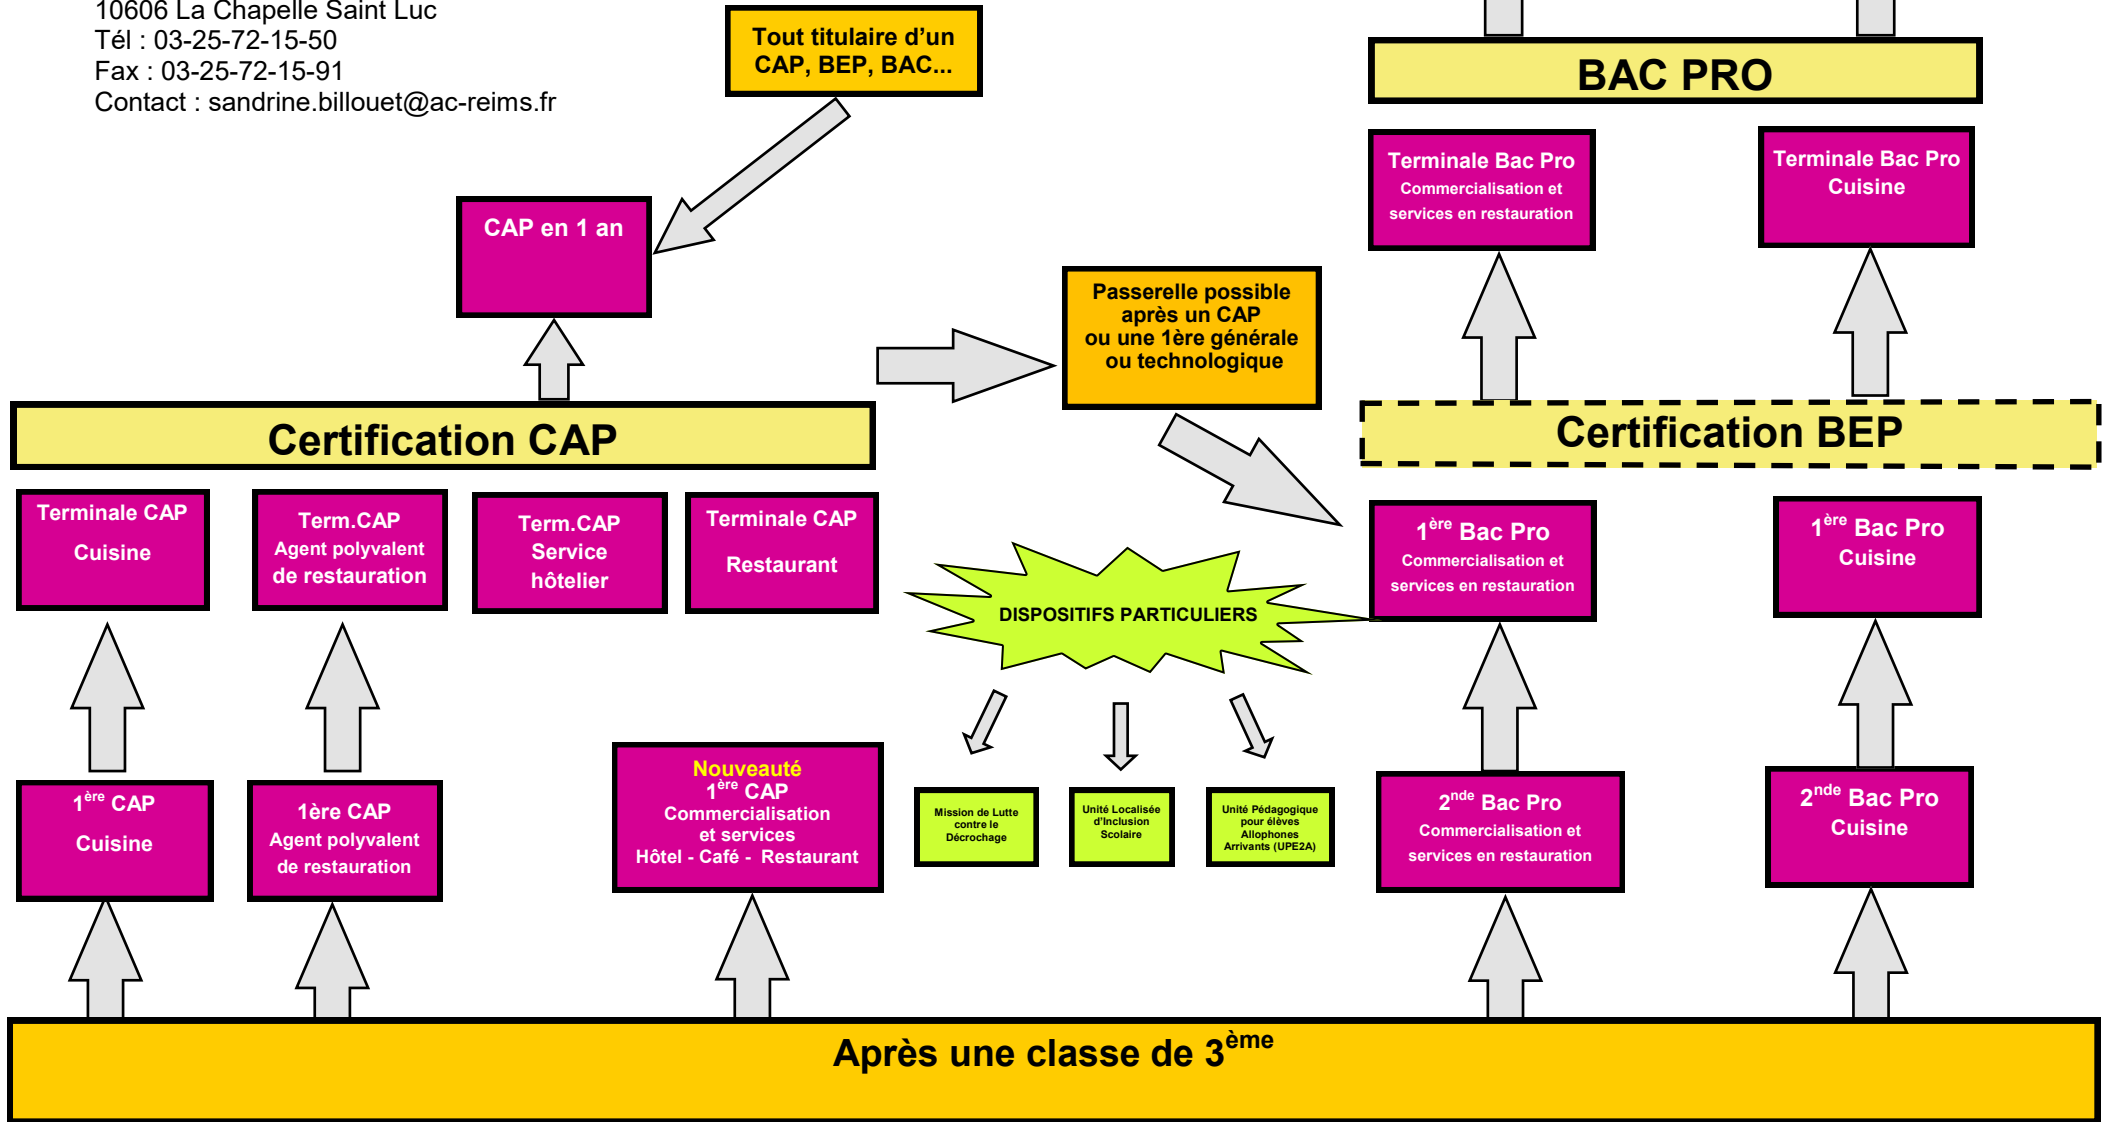 10606 La Chapelle Saint Luc
Tél : 03-25-72-15-50
Fax : 03-25-72-15-91
Contact : sandrine.billouet@ac-reims.fr
Tout titulaire d’un
CAP, BEP, BAC...
BAC PRO
Terminale Bac Pro
Commercialisation et
services en restauration
Terminale Bac Pro
Cuisine
CAP en 1 an
Passerelle possible
après un CAP
ou une 1ère générale
ou technologique
Certification CAP
Certification BEP
Terminale CAP
Cuisine
Term.CAP
Agent polyvalent
de restauration
Term.CAP
Service
hôtelier
Terminale CAP
Restaurant
1ère Bac Pro
Commercialisation et
services en restauration
1ère Bac Pro
Cuisine
DISPOSITIFS PARTICULIERS
1ère CAP
Cuisine
1ère CAP
Agent polyvalent
de restauration
Nouveauté
1ère CAP
Commercialisation
et services
Hôtel - Café - Restaurant
Mission de Lutte
contre le
Décrochage
Unité Localisée
d’Inclusion
Scolaire
Unité Pédagogique
pour élèves
Allophones
Arrivants (UPE2A)
2nde Bac Pro
Commercialisation et
services en restauration
2nde Bac Pro
Cuisine
Après une classe de 3ème